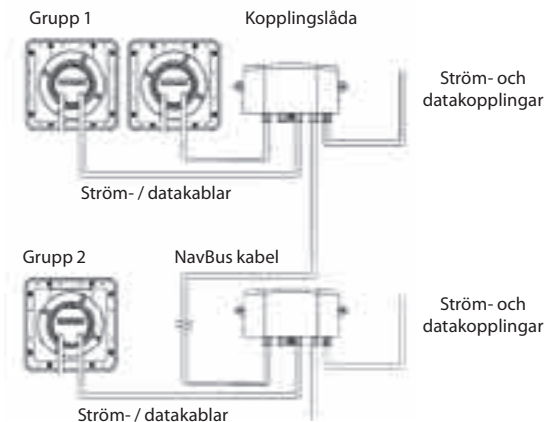 Grupp 1
Kopplingslåda
Ström- och
datakopplingar
Ström- / datakablar
Grupp 2
NavBus kabel
Ström- och
datakopplingar
Ström- / datakablar